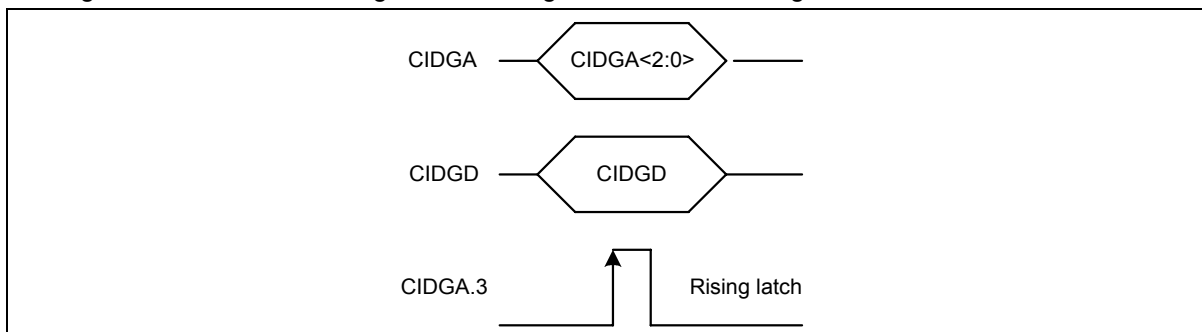 CIDGA CIDGA<2:0>
CIDGD CIDGD
CIDGA.3 Rising latch